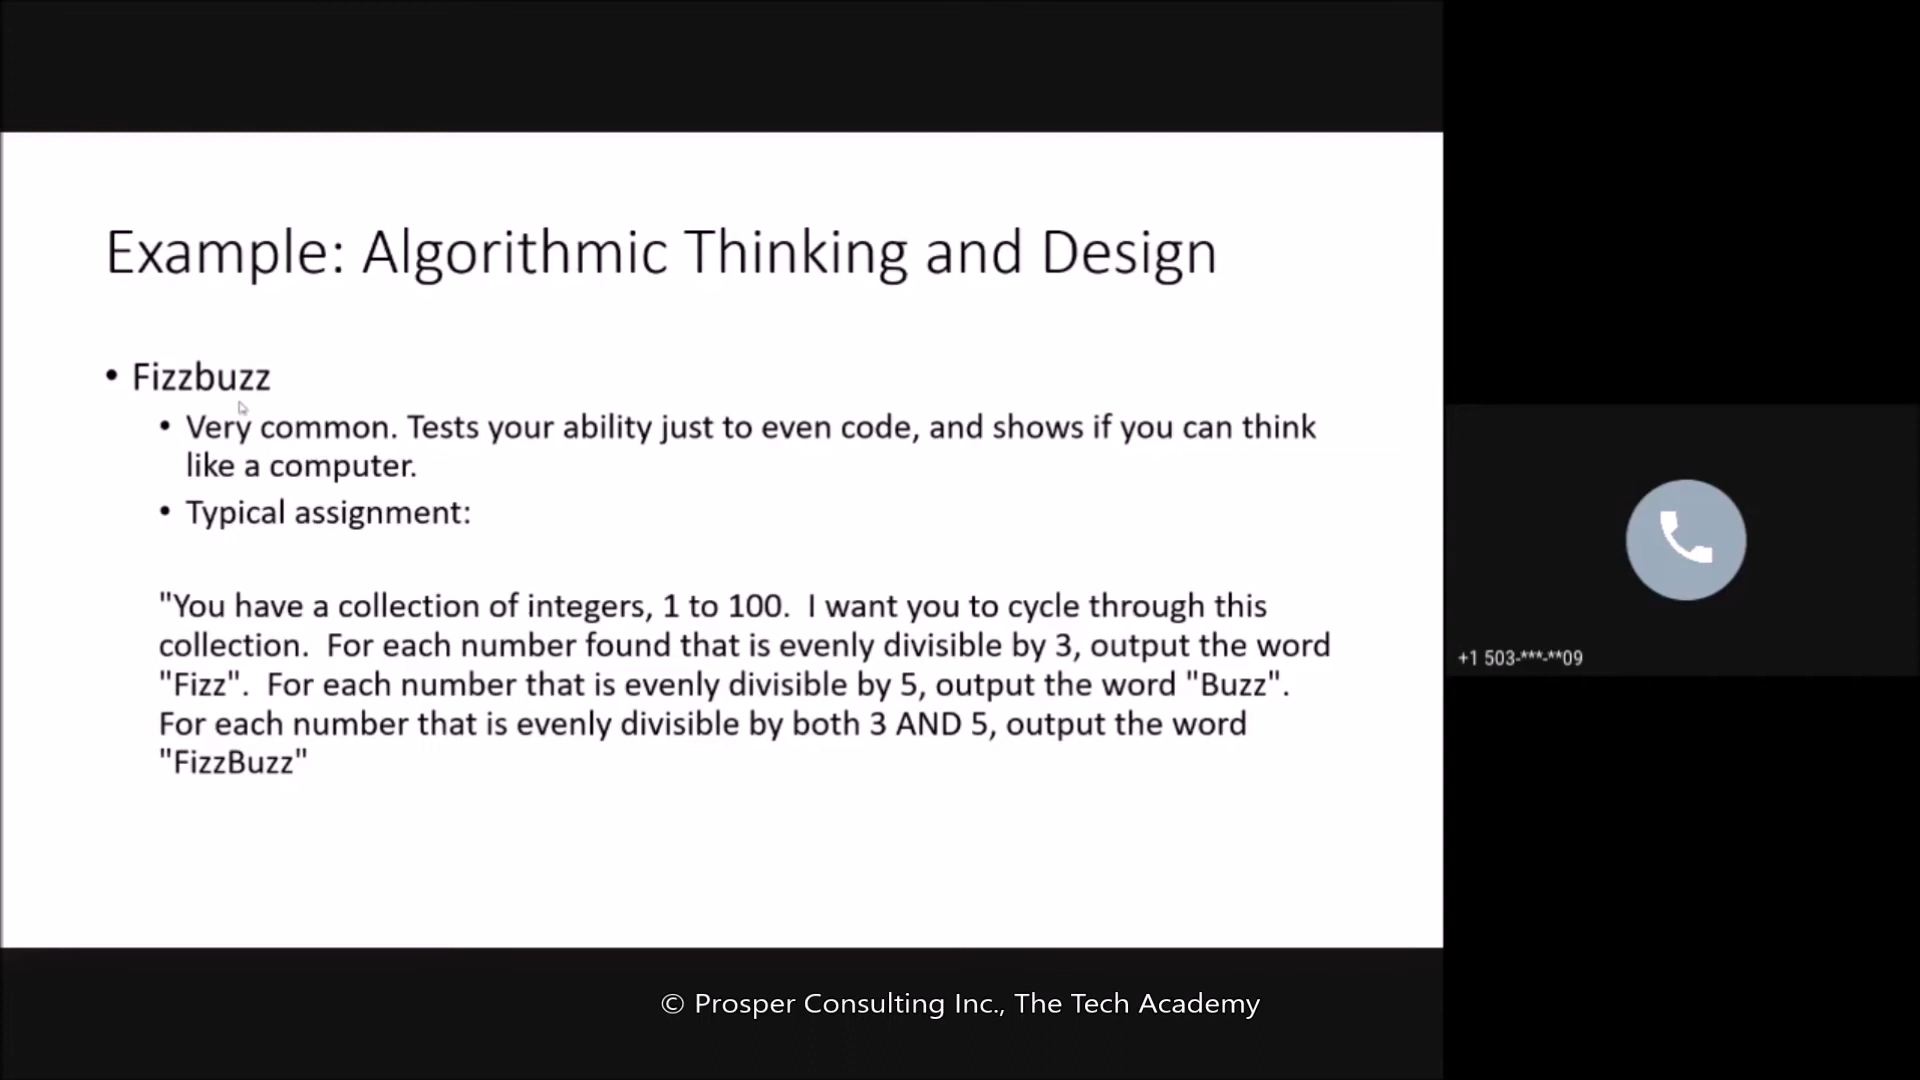 Example: Algorithmic Thinking and Design
• Fizzbuzz
• Very common. Tests your ability just to even code, and shows if you can think
like a computer.
• Typical assignment:
"You have a collection of integers, 1 to 100.  I want you to cycle through this
collection.  For each number found that is evenly divisible by 3, output the word
"Fizz".  For each number that is evenly divisible by 5, output the word "Buzz".
For each number that is evenly divisible by both 3 AND 5, output the word
"FizzBuzz"
+1 503-***-**09
© Prosper Consulting Inc., The Tech Academy